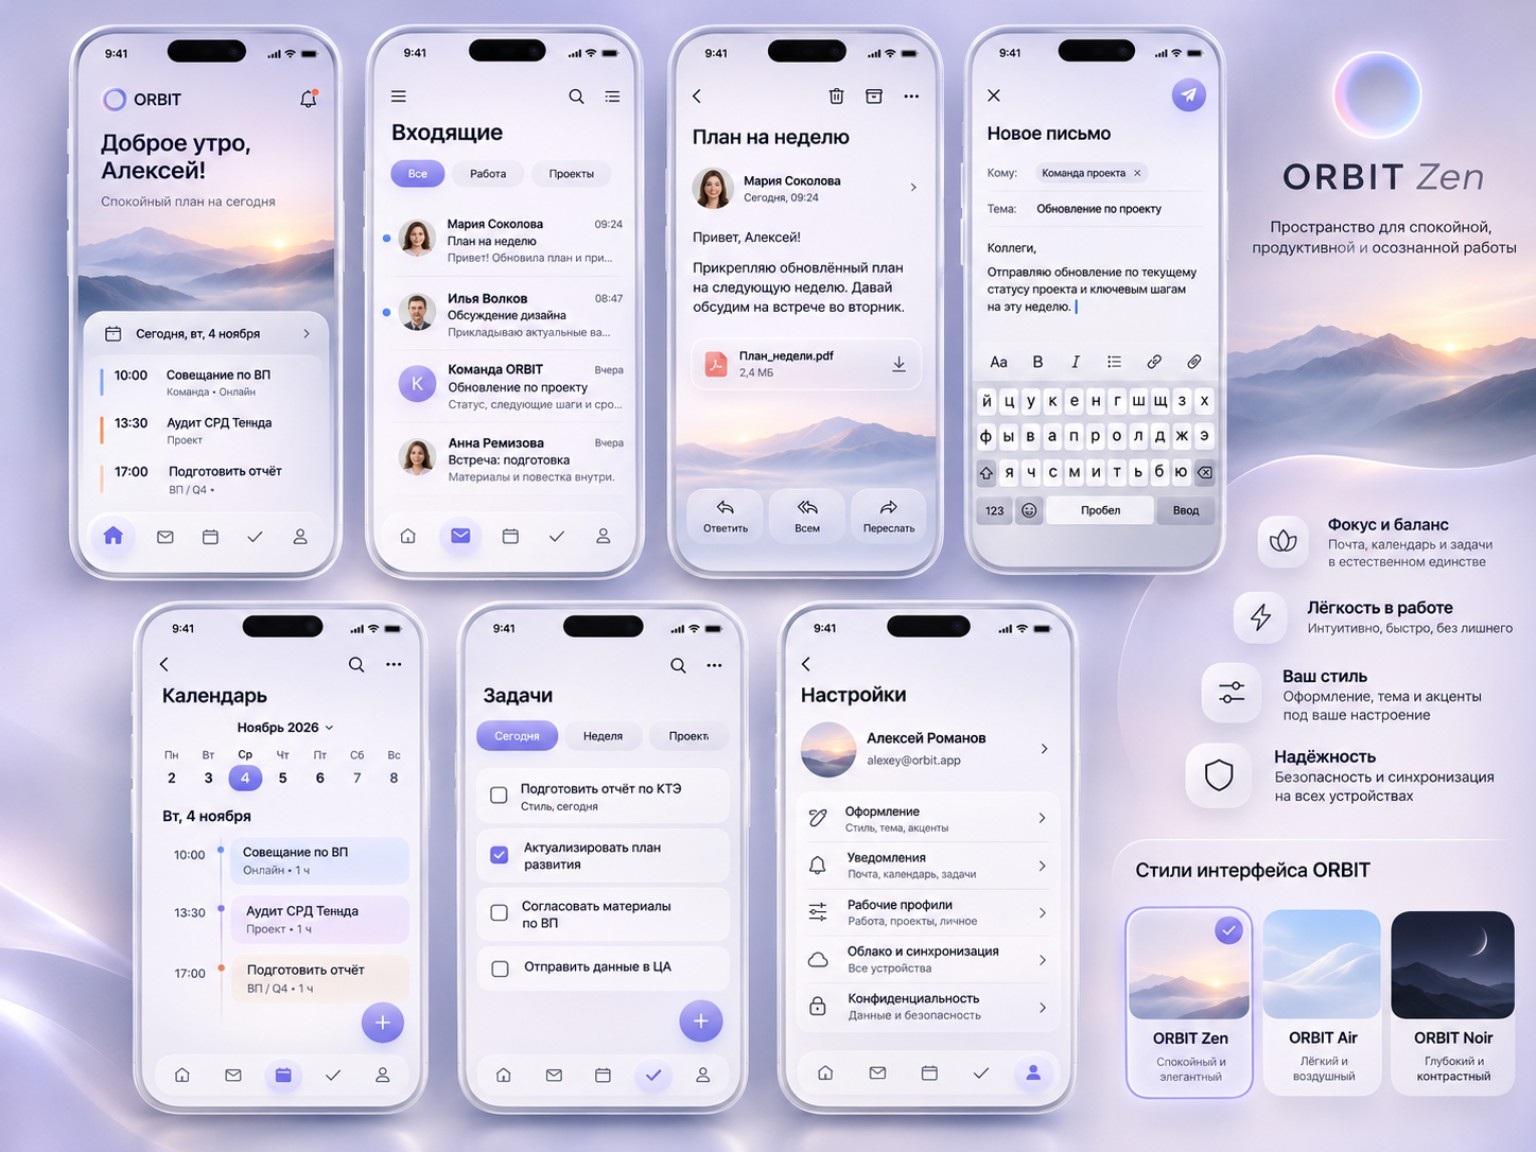 9:41
ORBIT
Доброе утро,
Алексей!
Спокойный план на сегодня
Сегодня, вт, 4 ноября
10:00 Совещание по ВП
Команда • Онлайн
13:30 Аудит СРД Тенnда
Проект
17:00 Подготовить отчёт
ВП / Q4 •
9:41
Входящие
Все Работа Проекты
Мария Соколова 09:24
План на неделю
Привет! Обновила план и при...
Илья Волков 08:47
Обсуждение дизайна
Прикладываю актуальные ва...
K Команда ORBIT Вчера
Обновление по проекту
Статус, следующие шаги и сро...
Анна Ремизова Вчера
Встреча: подготовка
Материалы и повестка внутри.
9:41
План на неделю
Мария Соколова
Сегодня, 09:24
Привет, Алексей!
Прикрепляю обновлённый план
на следующую неделю. Давай
обсудим на встрече во вторник.
План_недели.pdf
2,4 МБ
Ответить Всем Переслать
9:41
Новое письмо
Кому: Команда проекта ×
Тема: Обновление по проекту
Коллеги,
Отправляю обновление по текущему
статусу проекта и ключевым шагам
на эту неделю.
Aa B I
й ц у к е н г ш щ з х
ф ы в а п р о л д ж э
я ч с м и т ь б ю
123 Пробел Ввод
ORBIT Zen
Пространство для спокойной,
продуктивной и осознанной работы
Фокус и баланс
Почта, календарь и задачи
в естественном единстве
Лёгкость в работе
Интуитивно, быстро, без лишнего
Ваш стиль
Оформление, тема и акценты
под ваше настроение
Надёжность
Безопасность и синхронизация
на всех устройствах
9:41
Календарь
Ноябрь 2026
Пн Вт Ср Чт Пт Сб Вс
2 3 4 5 6 7 8
Вт, 4 ноября
10:00 Совещание по ВП
Онлайн • 1 ч
13:30 Аудит СРД Тенnда
Проект • 1 ч
17:00 Подготовить отчёт
ВП / Q4 • 1 ч
9:41
Задачи
Сегодня Неделя Проект
Подготовить отчёт по КТЭ
Стиль, сегодня
Актуализировать план
развития
Согласовать материалы
по ВП
Отправить данные в ЦА
9:41
Настройки
Алексей Романов
alexey@orbit.app
Оформление
Стиль, тема, акценты
Уведомления
Почта, календарь, задачи
Рабочие профили
Работа, проекты, личное
Облако и синхронизация
Все устройства
Конфиденциальность
Данные и безопасность
Стили интерфейса ORBIT
ORBIT Zen
Спокойный и
элегантный
ORBIT Air
Лёгкий и
воздушный
ORBIT Noir
Глубокий и
контрастный